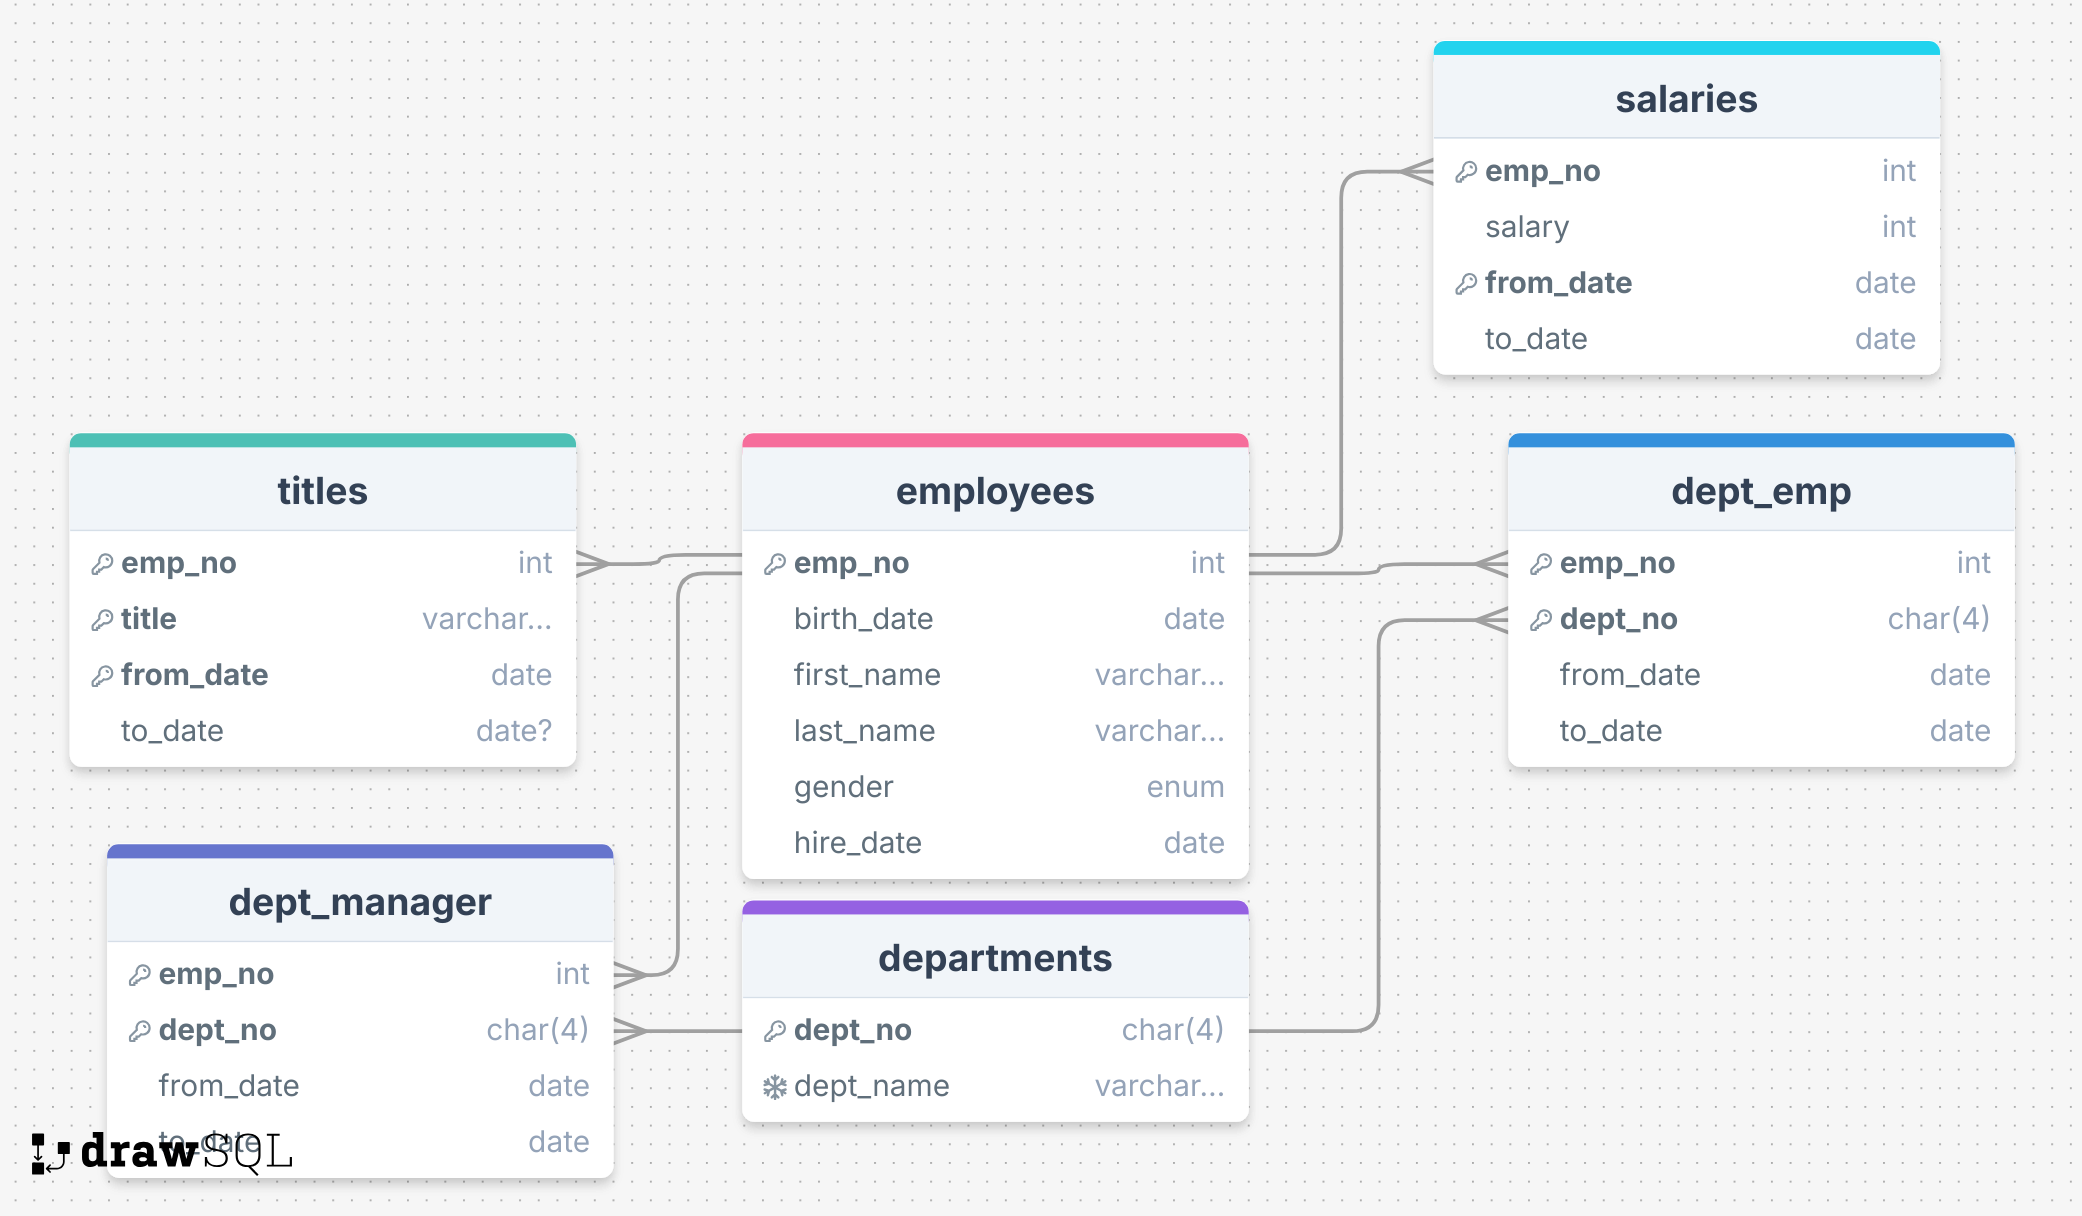 salaries
emp_no int
salary int
from_date date
to_date date
titles
emp_no int
title varchar...
from_date date
to_date date?
employees
emp_no int
birth_date date
first_name varchar...
last_name varchar...
gender enum
hire_date date
dept_emp
emp_no int
dept_no char(4)
from_date date
to_date date
dept_manager
emp_no int
dept_no char(4)
from_date date
to_date date
departments
dept_no char(4)
dept_name varchar...
drawSQL